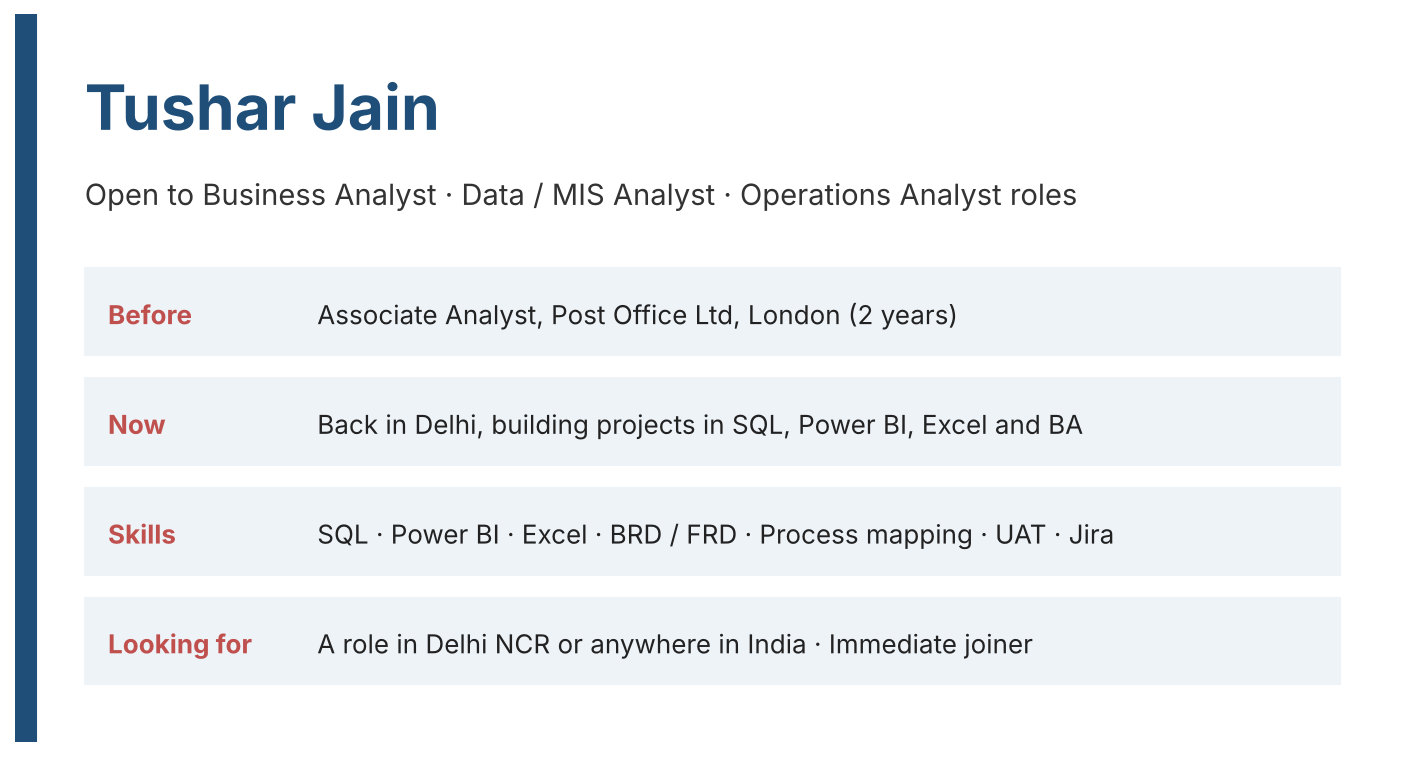 Tushar Jain
Open to Business Analyst · Data / MIS Analyst · Operations Analyst roles
Before Associate Analyst, Post Office Ltd, London (2 years)
Now Back in Delhi, building projects in SQL, Power BI, Excel and BA
Skills SQL · Power BI · Excel · BRD / FRD · Process mapping · UAT · Jira
Looking for A role in Delhi NCR or anywhere in India · Immediate joiner